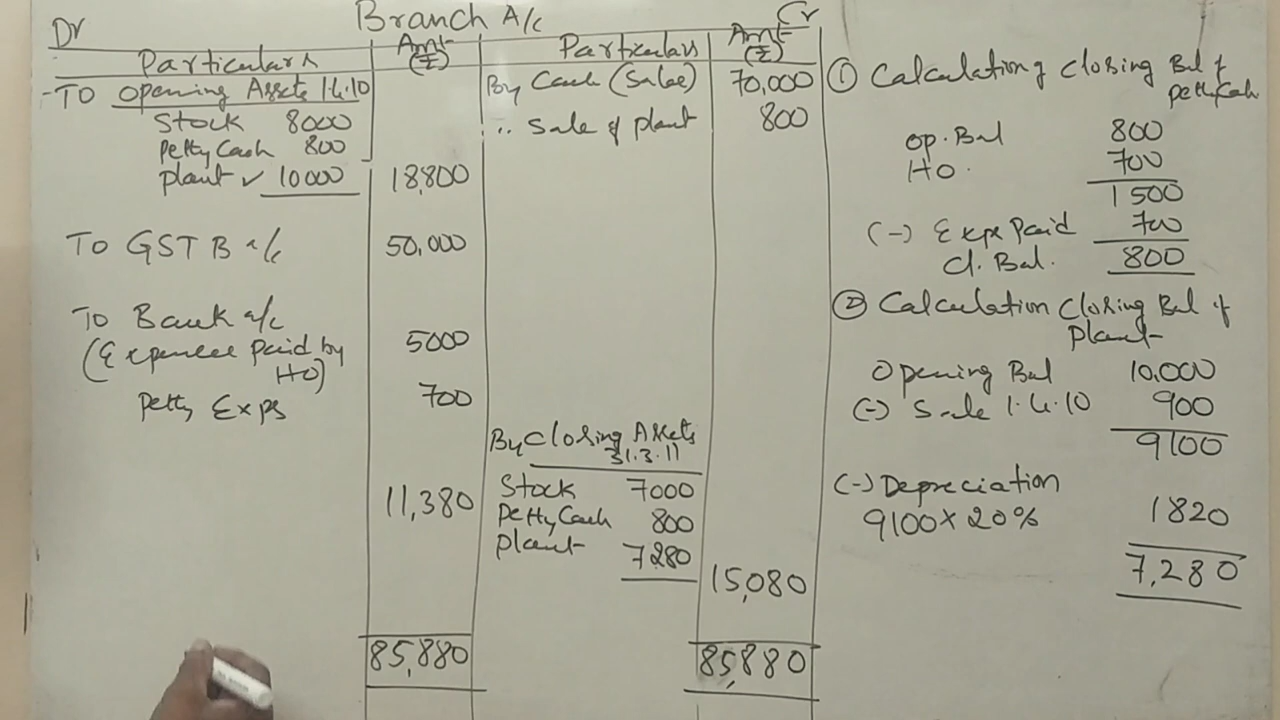 Branch A/c
Dr
Cr
Particulars
Amt (₹)
Particulars
Amt (₹)
-To Opening Assets 1.4.10
Stock 8000
Petty Cash 800
Plant ✓ 10000
18,800
To GSTB a/c
50,000
To Bank a/c
(Expenses paid by
HO)
5000
Petty Exps
700
11,380
85,880
By Cash (Sales)
70,000
,, Sale of plant
800
By Closing Assets
31.3.11
Stock 7000
Petty Cash 800
Plant 7280
15,080
85,880
① Calculation of Closing Bal of
Petty Cash
Op. Bal 800
HO. 700
1500
(-) Exps Paid 700
Cl. Bal. 800
② Calculation Closing Bal of
Plant
Opening Bal 10,000
(-) Sale 1.4.10 900
9100
(-) Depreciation
9100 x 20% 1820
7,280